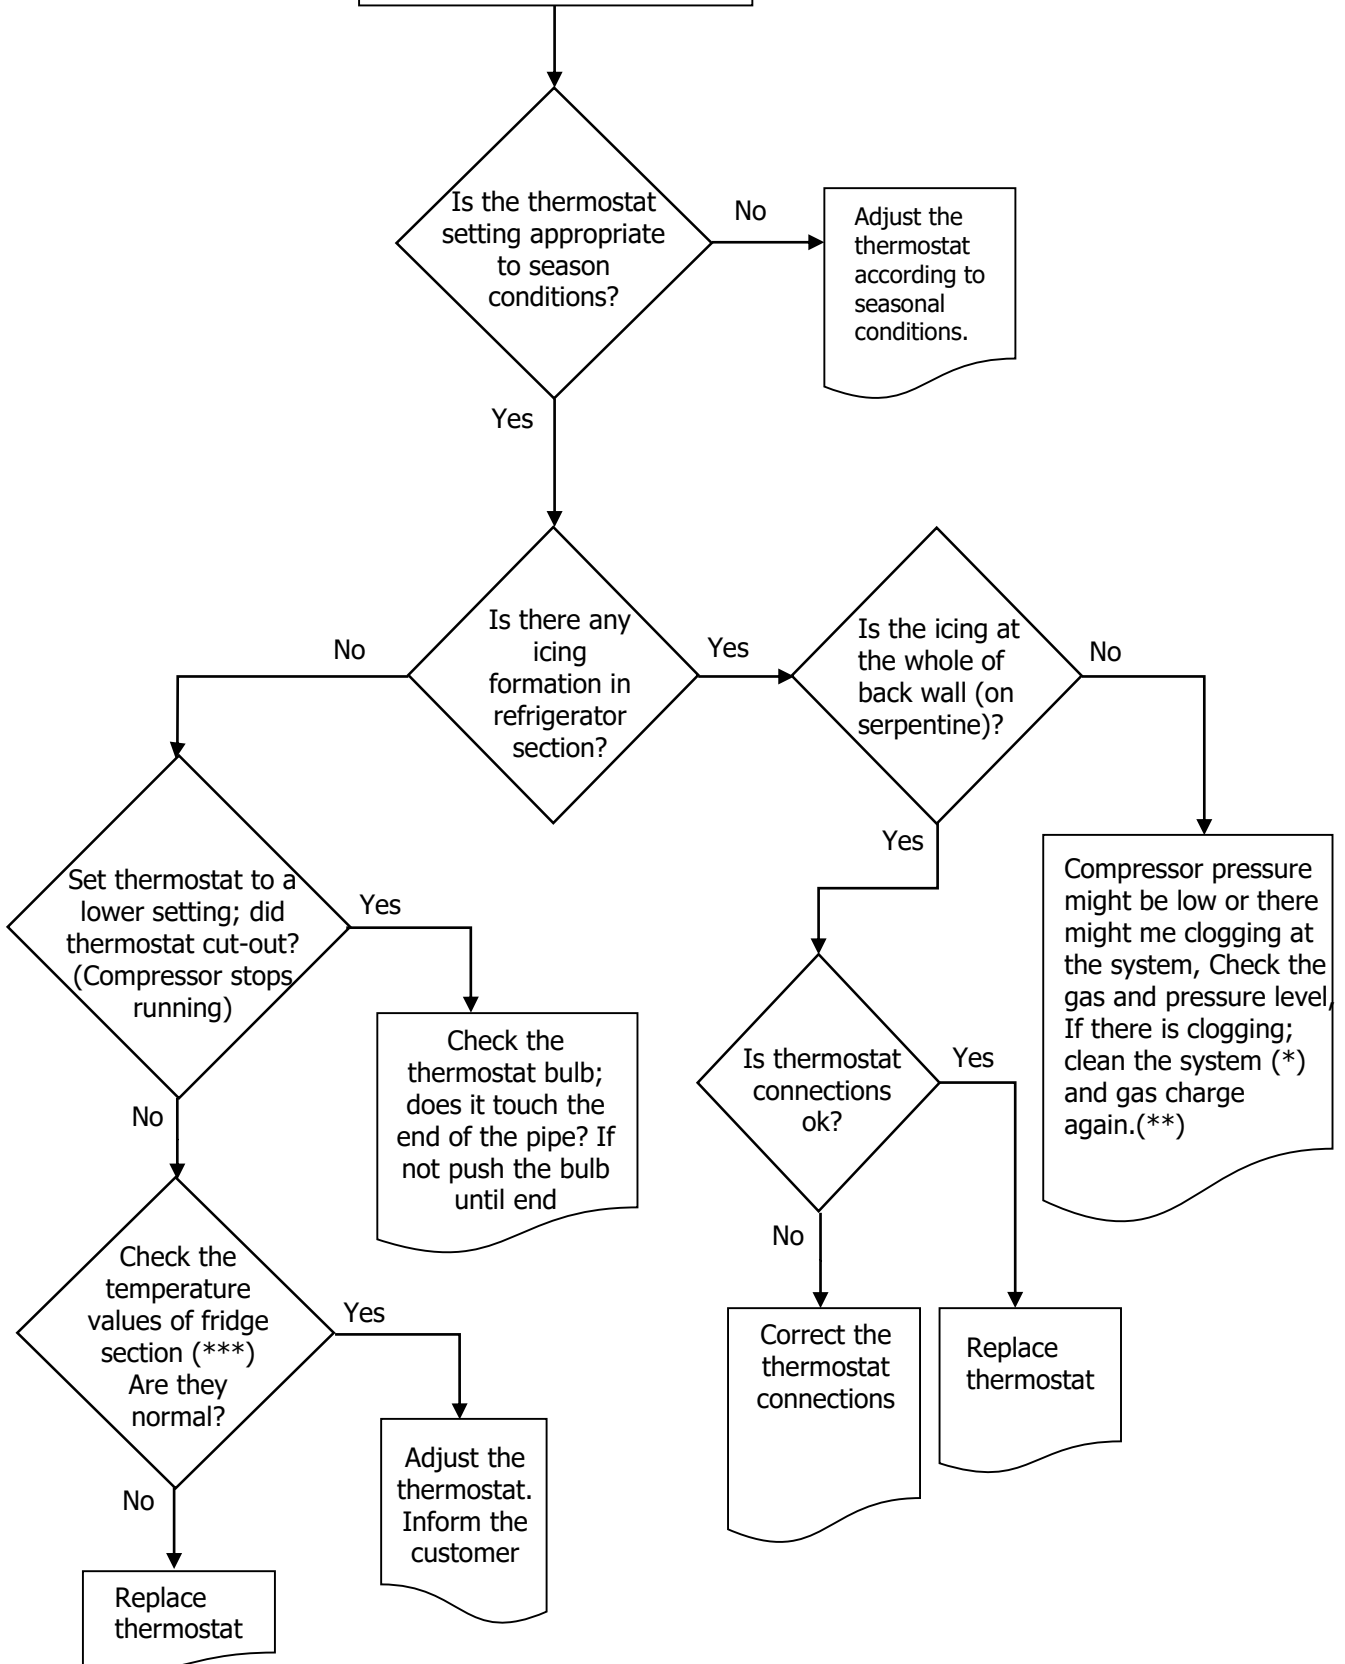 Is the thermostat
setting appropriate
to season
conditions?
No
Adjust the
thermostat
according to
seasonal
conditions.
Yes
Is there any
icing
formation in
refrigerator
section?
No
Yes
Is the icing at
the whole of
back wall (on
serpentine)?
No
Yes
Set thermostat to a
lower setting; did
thermostat cut-out?
(Compressor stops
running)
Yes
Compressor pressure
might be low or there
might me clogging at
the system, Check the
gas and pressure level,
If there is clogging;
clean the system (*)
and gas charge
again.(**)
Check the
thermostat bulb;
does it touch the
end of the pipe? If
not push the bulb
until end
Is thermostat
connections
ok?
Yes
No
No
Check the
temperature
values of fridge
section (***)
Are they
normal?
Yes
Correct the
thermostat
connections
Replace
thermostat
Adjust the
thermostat.
Inform the
customer
No
Replace
thermostat